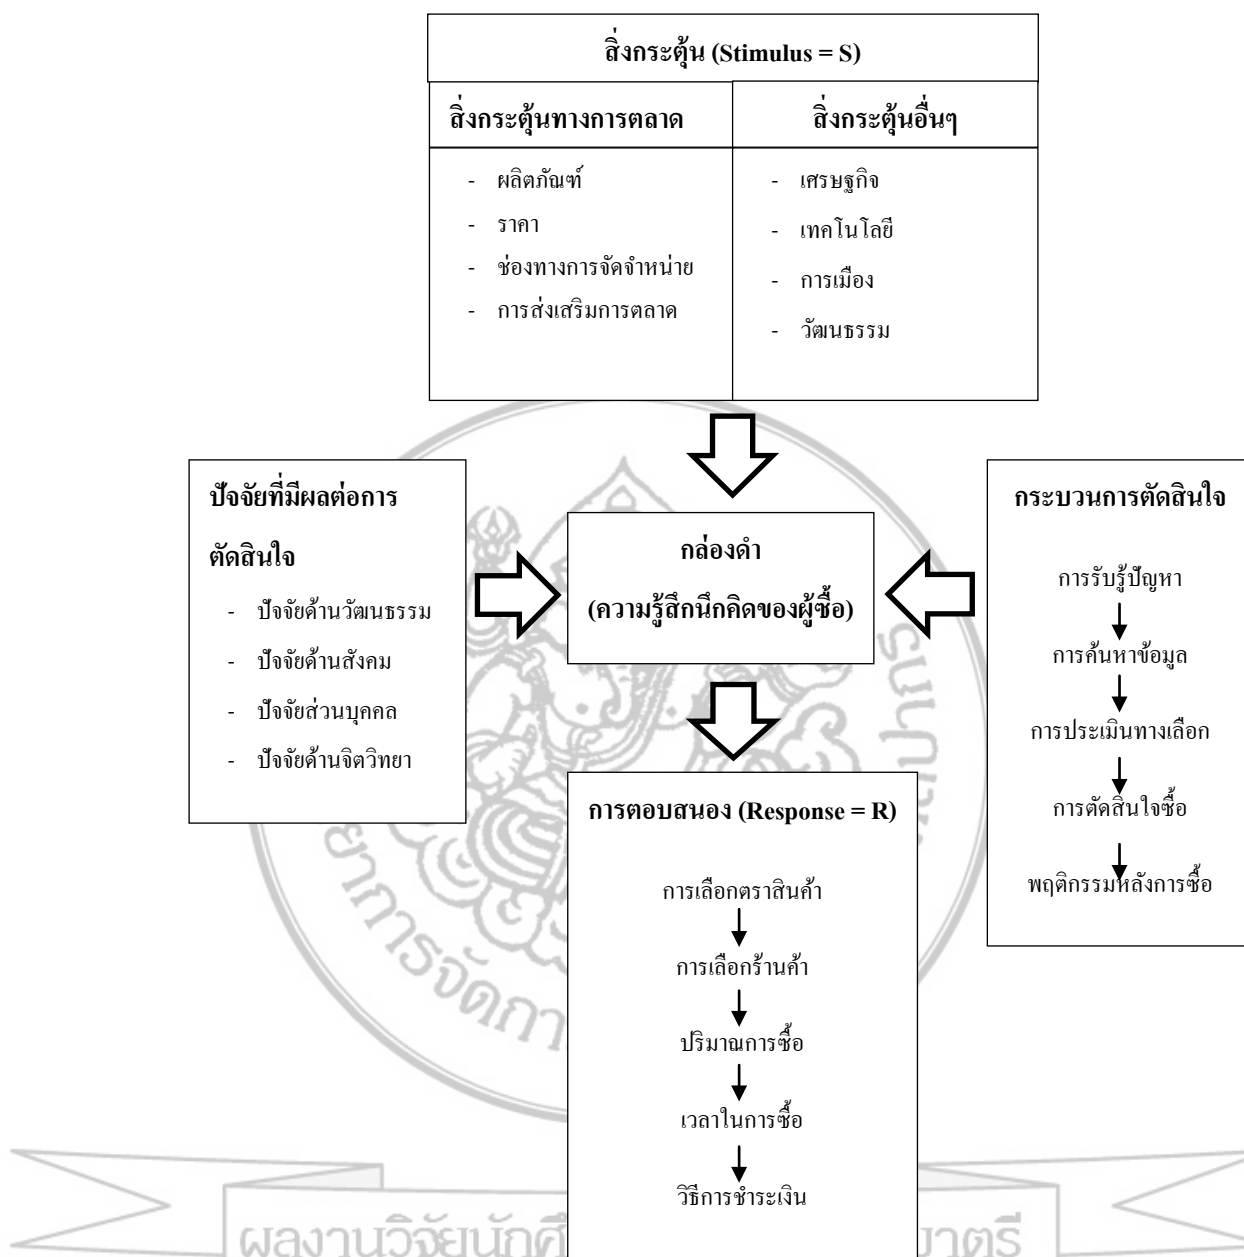 สิ่งกระตุ้น (Stimulus = S)
สิ่งกระตุ้นทางการตลาด
- ผลิตภัณฑ์
- ราคา
- ช่องทางการจัดจำหน่าย
- การส่งเสริมการตลาด
สิ่งกระตุ้นอื่นๆ
- เศรษฐกิจ
- เทคโนโลยี
- การเมือง
- วัฒนธรรม
ปัจจัยที่มีผลต่อการ
ตัดสินใจ
- ปัจจัยด้านวัฒนธรรม
- ปัจจัยด้านสังคม
- ปัจจัยส่วนบุคคล
- ปัจจัยด้านจิตวิทยา
กล่องดำ
(ความรู้สึกนึกคิดของผู้ซื้อ)
กระบวนการตัดสินใจ
การรับรู้ปัญหา
การค้นหาข้อมูล
การประเมินทางเลือก
การตัดสินใจซื้อ
พฤติกรรมหลังการซื้อ
การตอบสนอง (Response = R)
การเลือกตราสินค้า
การเลือกร้านค้า
ปริมาณการซื้อ
เวลาในการซื้อ
วิธีการชำระเงิน
ผลงานวิจัยนักศึ